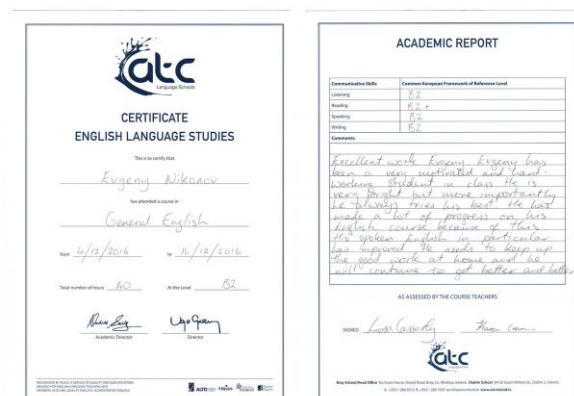 atc
Language Schools
CERTIFICATE
ENGLISH LANGUAGE STUDIES
This is to certify that
Evgeny Nikonov
has attended a course in
General English
from 4/12/2016 to 16/12/2016
Total number of hours 40 At the Level B2
Academic Director Director
ALTO
ACADEMIC REPORT
Communicative Skills Common European Framework of Reference Level
Listening B2
Reading B2+
Speaking B2
Writing B2
Comments:
Excellent work Evgeny. Evgeny has
been a very motivated and hard-
working student in class. He is
very bright but more importantly
he always tries his best. He has
made a lot of progress on his
English course because of this
His spoken English in particular
has improved. He needs to keep up
the good work at home and he
will continue to get better and better
AS ASSESSED BY THE COURSE TEACHERS
SIGNED
atc
Bray School/Head Office